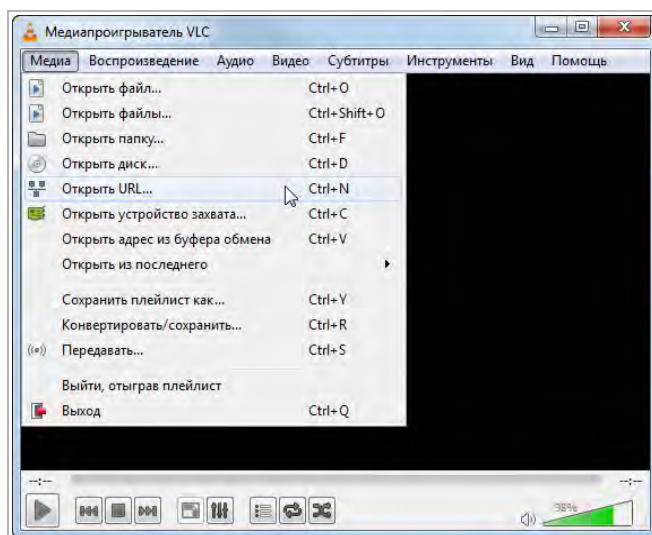 Медиапроигрыватель VLC
Медиа Воспроизведение Аудио Видео Субтитры Инструменты Вид Помощь
Открыть файл... Ctrl+O
Открыть файлы... Ctrl+Shift+O
Открыть папку... Ctrl+F
Открыть диск... Ctrl+D
Открыть URL... Ctrl+N
Открыть устройство захвата... Ctrl+C
Открыть адрес из буфера обмена Ctrl+V
Открыть из последнего
Сохранить плейлист как... Ctrl+Y
Конвертировать/сохранить... Ctrl+R
Передавать... Ctrl+S
Выйти, отыграв плейлист
Выход Ctrl+Q
--:-- --:--
38%